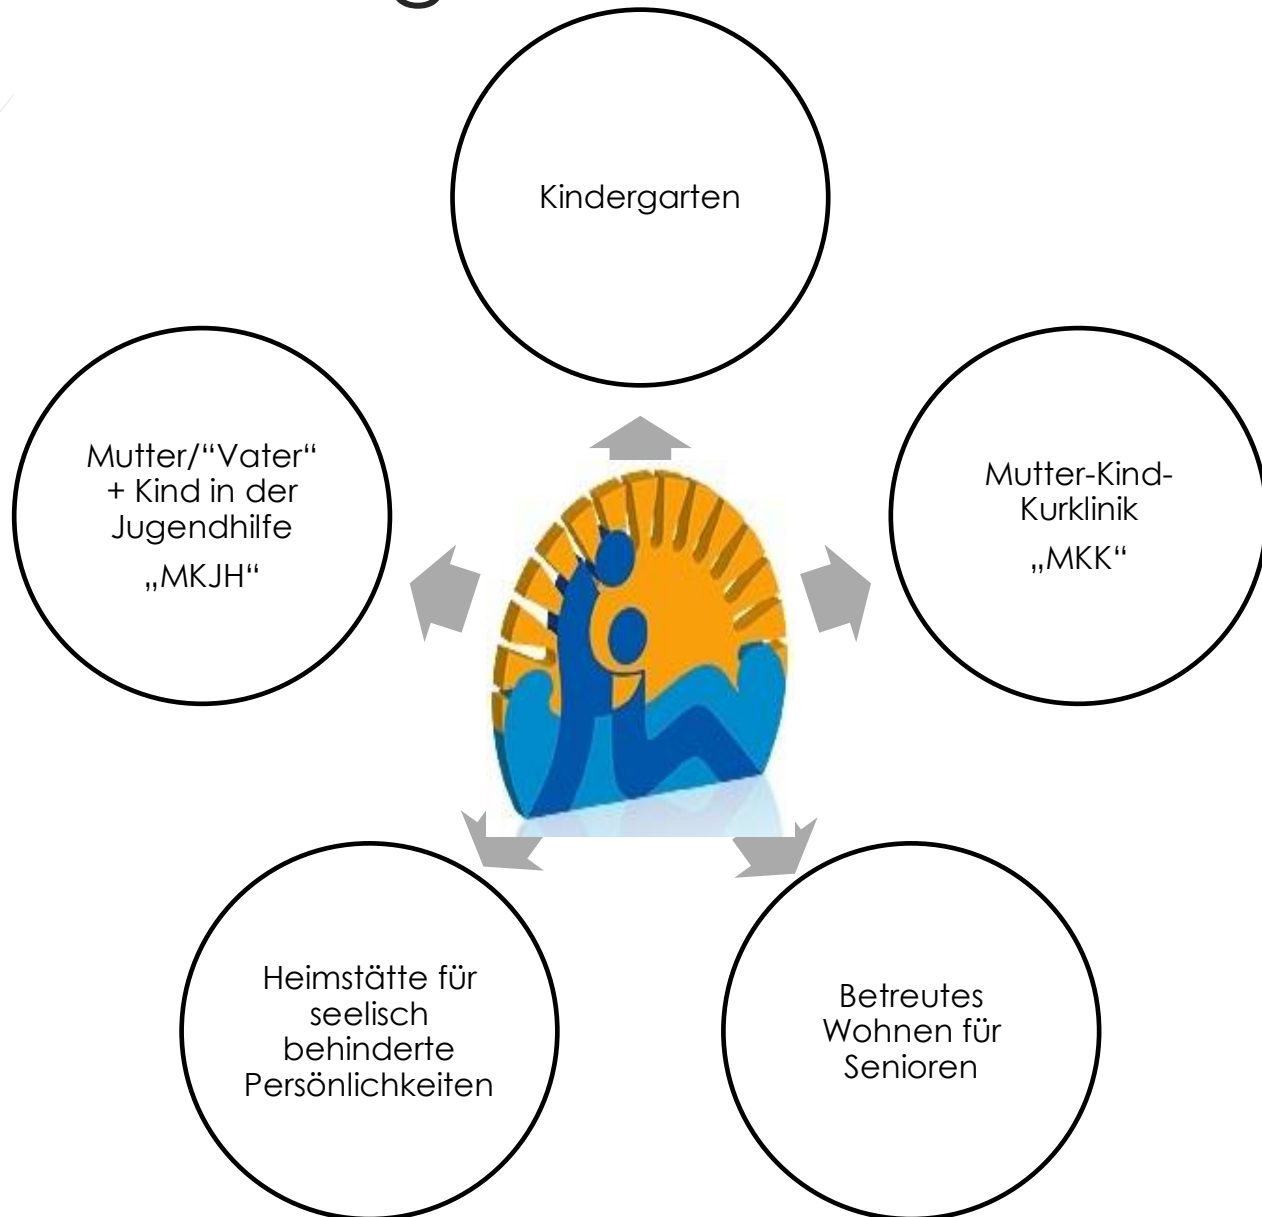 Kindergarten
Mutter/“Vater“
+ Kind in der
Jugendhilfe
„MKJH“
Mutter-Kind-
Kurklinik
„MKK“
Heimstätte für
seelisch
behinderte
Persönlichkeiten
Betreutes
Wohnen für
Senioren